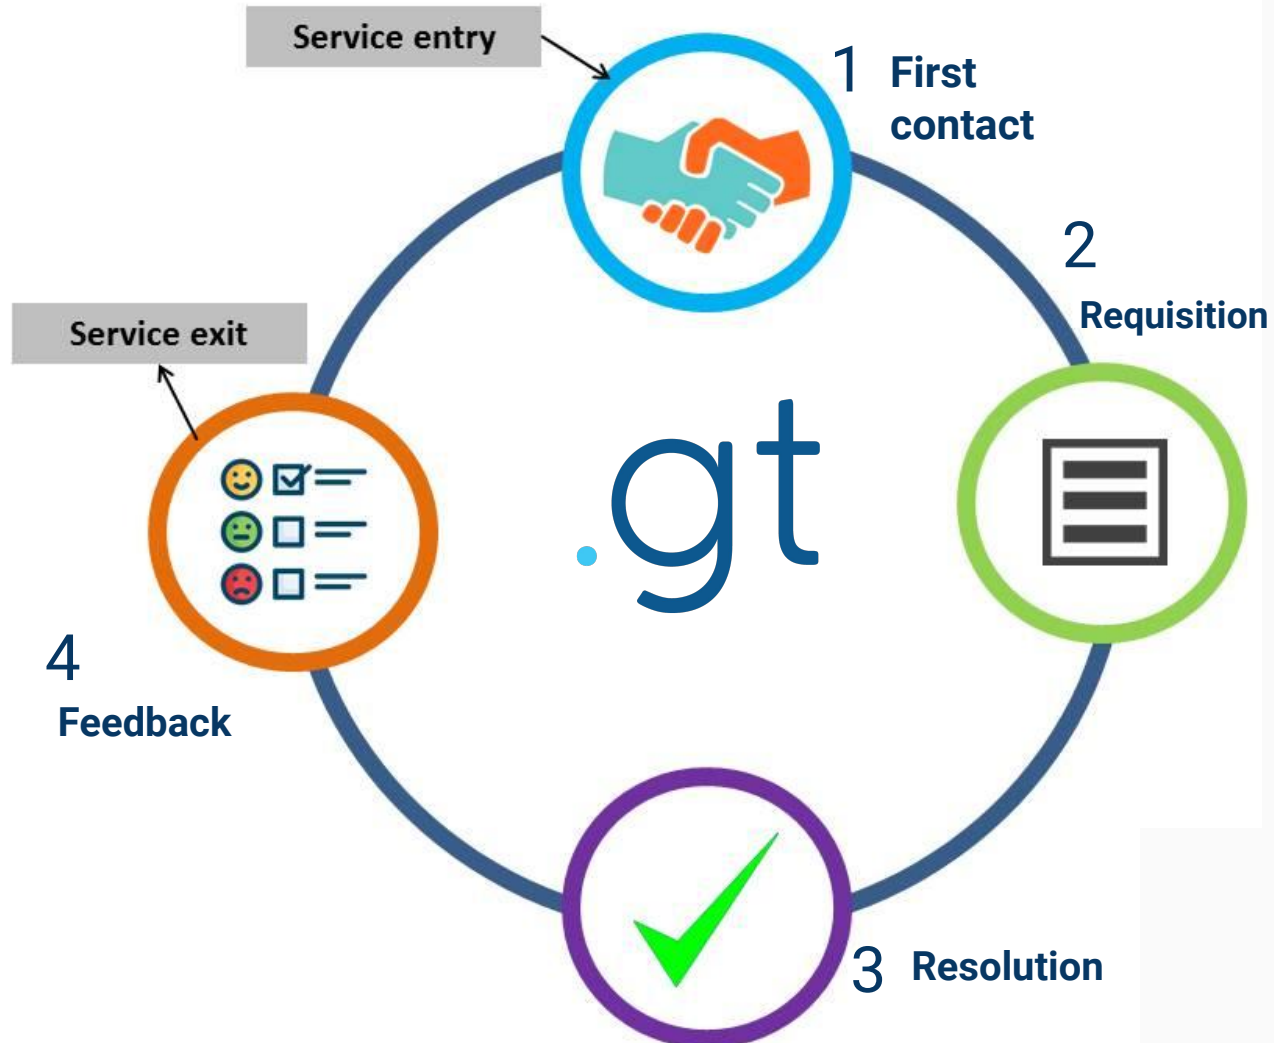 Service entry
1
First
contact
2
Requisition
Service exit
.gt
4
Feedback
3
Resolution